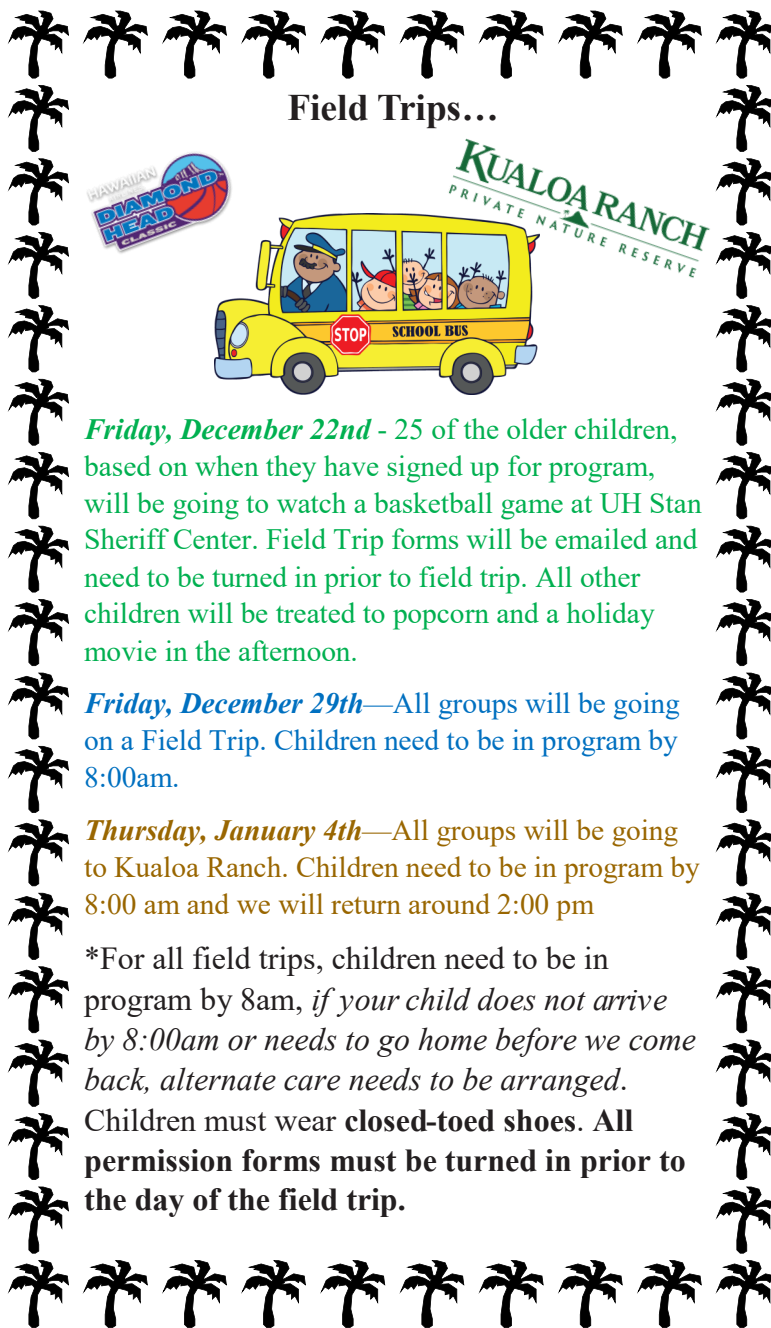 Field Trips…
HAWAIIAN
DIAMOND
HEAD
CLASSIC
KUALOA RANCH
PRIVATE NATURE RESERVE
STOP
SCHOOL BUS
Friday, December 22nd - 25 of the older children,
based on when they have signed up for program,
will be going to watch a basketball game at UH Stan
Sheriff Center. Field Trip forms will be emailed and
need to be turned in prior to field trip. All other
children will be treated to popcorn and a holiday
movie in the afternoon.
Friday, December 29th—All groups will be going
on a Field Trip. Children need to be in program by
8:00am.
Thursday, January 4th—All groups will be going
to Kualoa Ranch. Children need to be in program by
8:00 am and we will return around 2:00 pm
*For all field trips, children need to be in
program by 8am, if your child does not arrive
by 8:00am or needs to go home before we come
back, alternate care needs to be arranged.
Children must wear closed-toed shoes. All
permission forms must be turned in prior to
the day of the field trip.